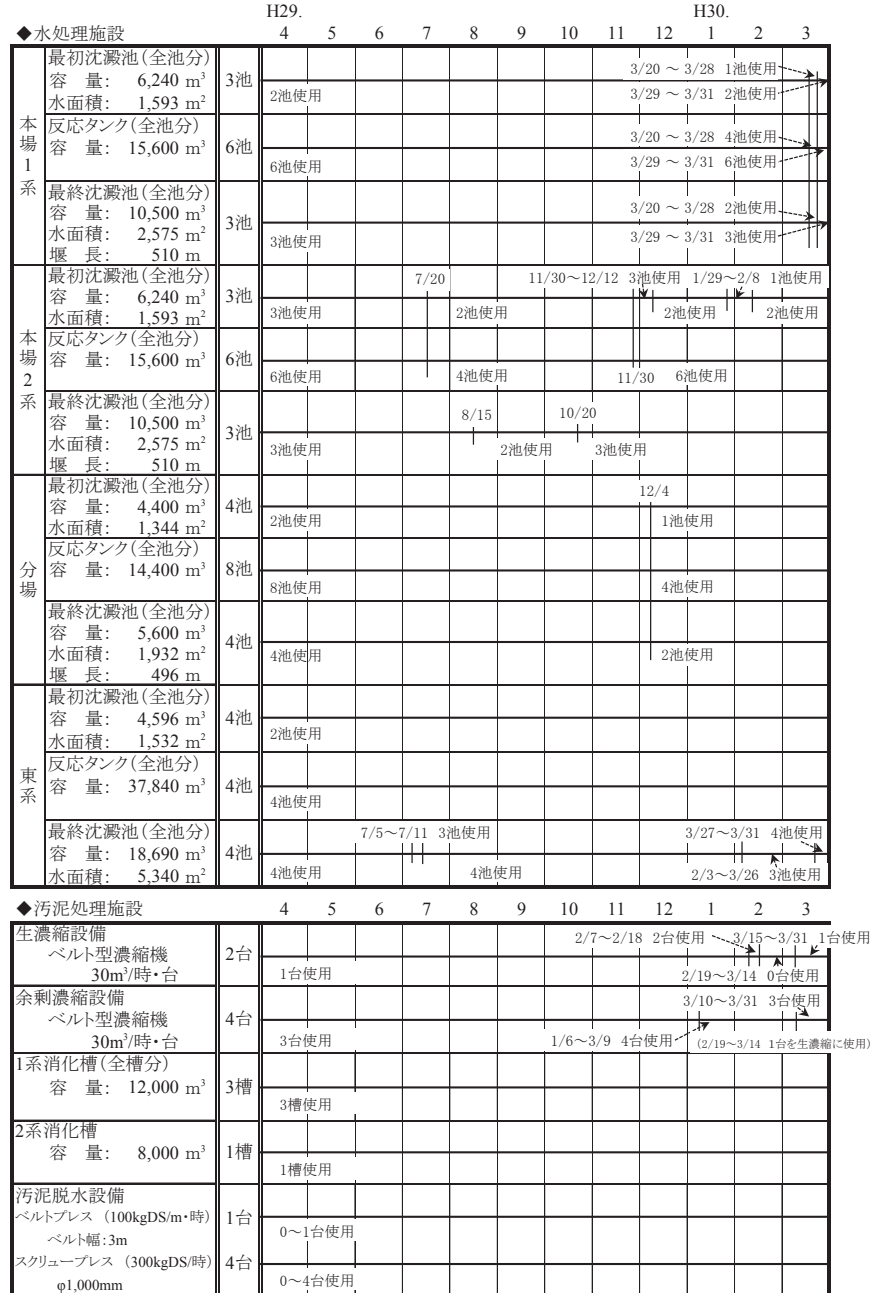 H29. H30.
◆水処理施設 4 5 6 7 8 9 10 11 12 1 2 3
本場1系
最初沈澱池(全池分)
容 量: 6,240 m³ 3池
水面積: 1,593 m²
2池使用
3/20 ～ 3/28 1池使用
3/29 ～ 3/31 2池使用
反応タンク(全池分)
容 量: 15,600 m³ 6池
6池使用
3/20 ～ 3/28 4池使用
3/29 ～ 3/31 6池使用
最終沈澱池(全池分)
容 量: 10,500 m³
水面積: 2,575 m² 3池
堰 長: 510 m
3池使用
3/20 ～ 3/28 2池使用
3/29 ～ 3/31 3池使用
本場2系
最初沈澱池(全池分)
容 量: 6,240 m³ 3池
水面積: 1,593 m²
7/20 11/30～12/12 3池使用 1/29～2/8 1池使用
3池使用 2池使用 2池使用 2池使用
反応タンク(全池分)
容 量: 15,600 m³ 6池
6池使用 4池使用 11/30 6池使用
最終沈澱池(全池分)
容 量: 10,500 m³
水面積: 2,575 m² 3池
堰 長: 510 m
8/15 10/20
3池使用 2池使用 3池使用
分場
最初沈澱池(全池分)
容 量: 4,400 m³ 4池
水面積: 1,344 m²
12/4
2池使用 1池使用
反応タンク(全池分)
容 量: 14,400 m³ 8池
8池使用 4池使用
最終沈澱池(全池分)
容 量: 5,600 m³
水面積: 1,932 m² 4池
堰 長: 496 m
4池使用 2池使用
東系
最初沈澱池(全池分)
容 量: 4,596 m³ 4池
水面積: 1,532 m²
2池使用
反応タンク(全池分)
容 量: 37,840 m³ 4池
4池使用
最終沈澱池(全池分)
容 量: 18,690 m³ 4池
水面積: 5,340 m²
7/5～7/11 3池使用 3/27～3/31 4池使用
4池使用 4池使用 2/3～3/26 3池使用
◆汚泥処理施設 4 5 6 7 8 9 10 11 12 1 2 3
生濃縮設備
ベルト型濃縮機 2台
30m³/時・台
2/7～2/18 2台使用 3/15～3/31 1台使用
1台使用 2/19～3/14 0台使用
余剰濃縮設備
ベルト型濃縮機 4台
30m³/時・台
3/10～3/31 3台使用
3台使用 1/6～3/9 4台使用 (2/19～3/14 1台を生濃縮に使用)
1系消化槽(全槽分)
容 量: 12,000 m³ 3槽
3槽使用
2系消化槽
容 量: 8,000 m³ 1槽
1槽使用
汚泥脱水設備
ベルトプレス (100kgDS/m・時) 1台
ベルト幅:3m
0～1台使用
スクリュープレス (300kgDS/時) 4台
φ1,000mm
0～4台使用